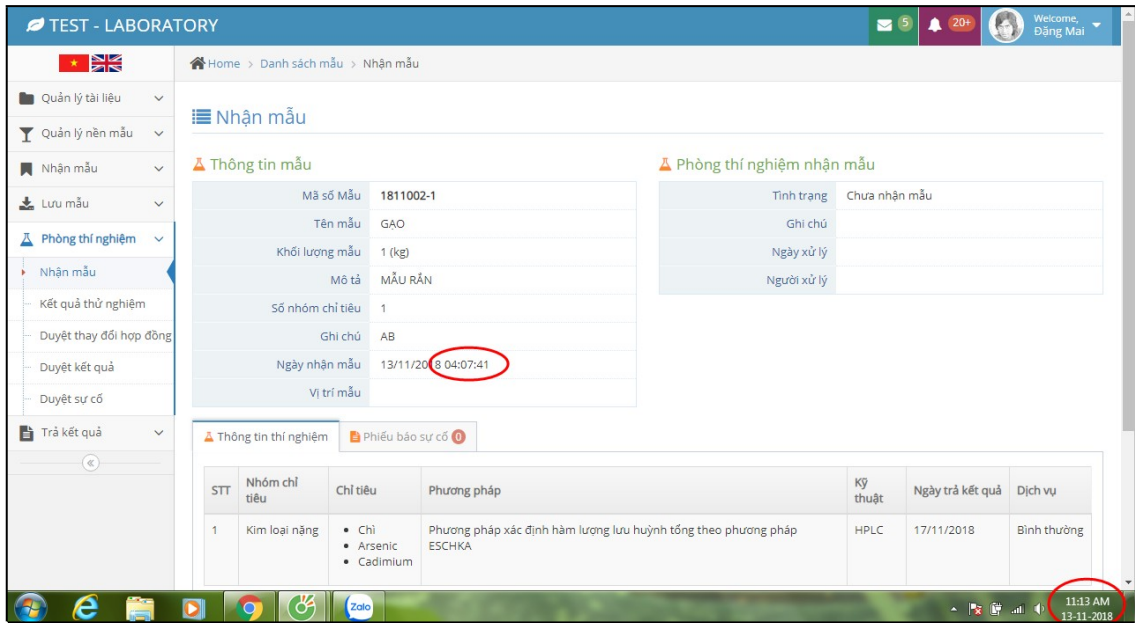 TEST - LABORATORY
5
20+
Welcome,
Đặng Mai
Home > Danh sách mẫu > Nhận mẫu
Quản lý tài liệu
Quản lý nền mẫu
Nhận mẫu
Lưu mẫu
Phòng thí nghiệm
Nhận mẫu
Kết quả thử nghiệm
Duyệt thay đổi hợp đồng
Duyệt kết quả
Duyệt sự cố
Trả kết quả
Nhận mẫu
Thông tin mẫu
Mã số Mẫu 1811002-1
Tên mẫu GẠO
Khối lượng mẫu 1 (kg)
Mô tả MẪU RẮN
Số nhóm chỉ tiêu 1
Ghi chú AB
Ngày nhận mẫu 13/11/2018 04:07:41
Vị trí mẫu
Phòng thí nghiệm nhận mẫu
Tình trạng Chưa nhận mẫu
Ghi chú
Ngày xử lý
Người xử lý
Thông tin thí nghiệm Phiếu báo sự cố 0
STT Nhóm chỉ tiêu Chỉ tiêu Phương pháp Kỹ thuật Ngày trả kết quả Dịch vụ
1 Kim loại nặng • Chì Phương pháp xác định hàm lượng lưu huỳnh tổng theo phương pháp HPLC 17/11/2018 Bình thường
• Arsenic ESCHKA
• Cadimium
Zalo
11:13 AM
13-11-2018